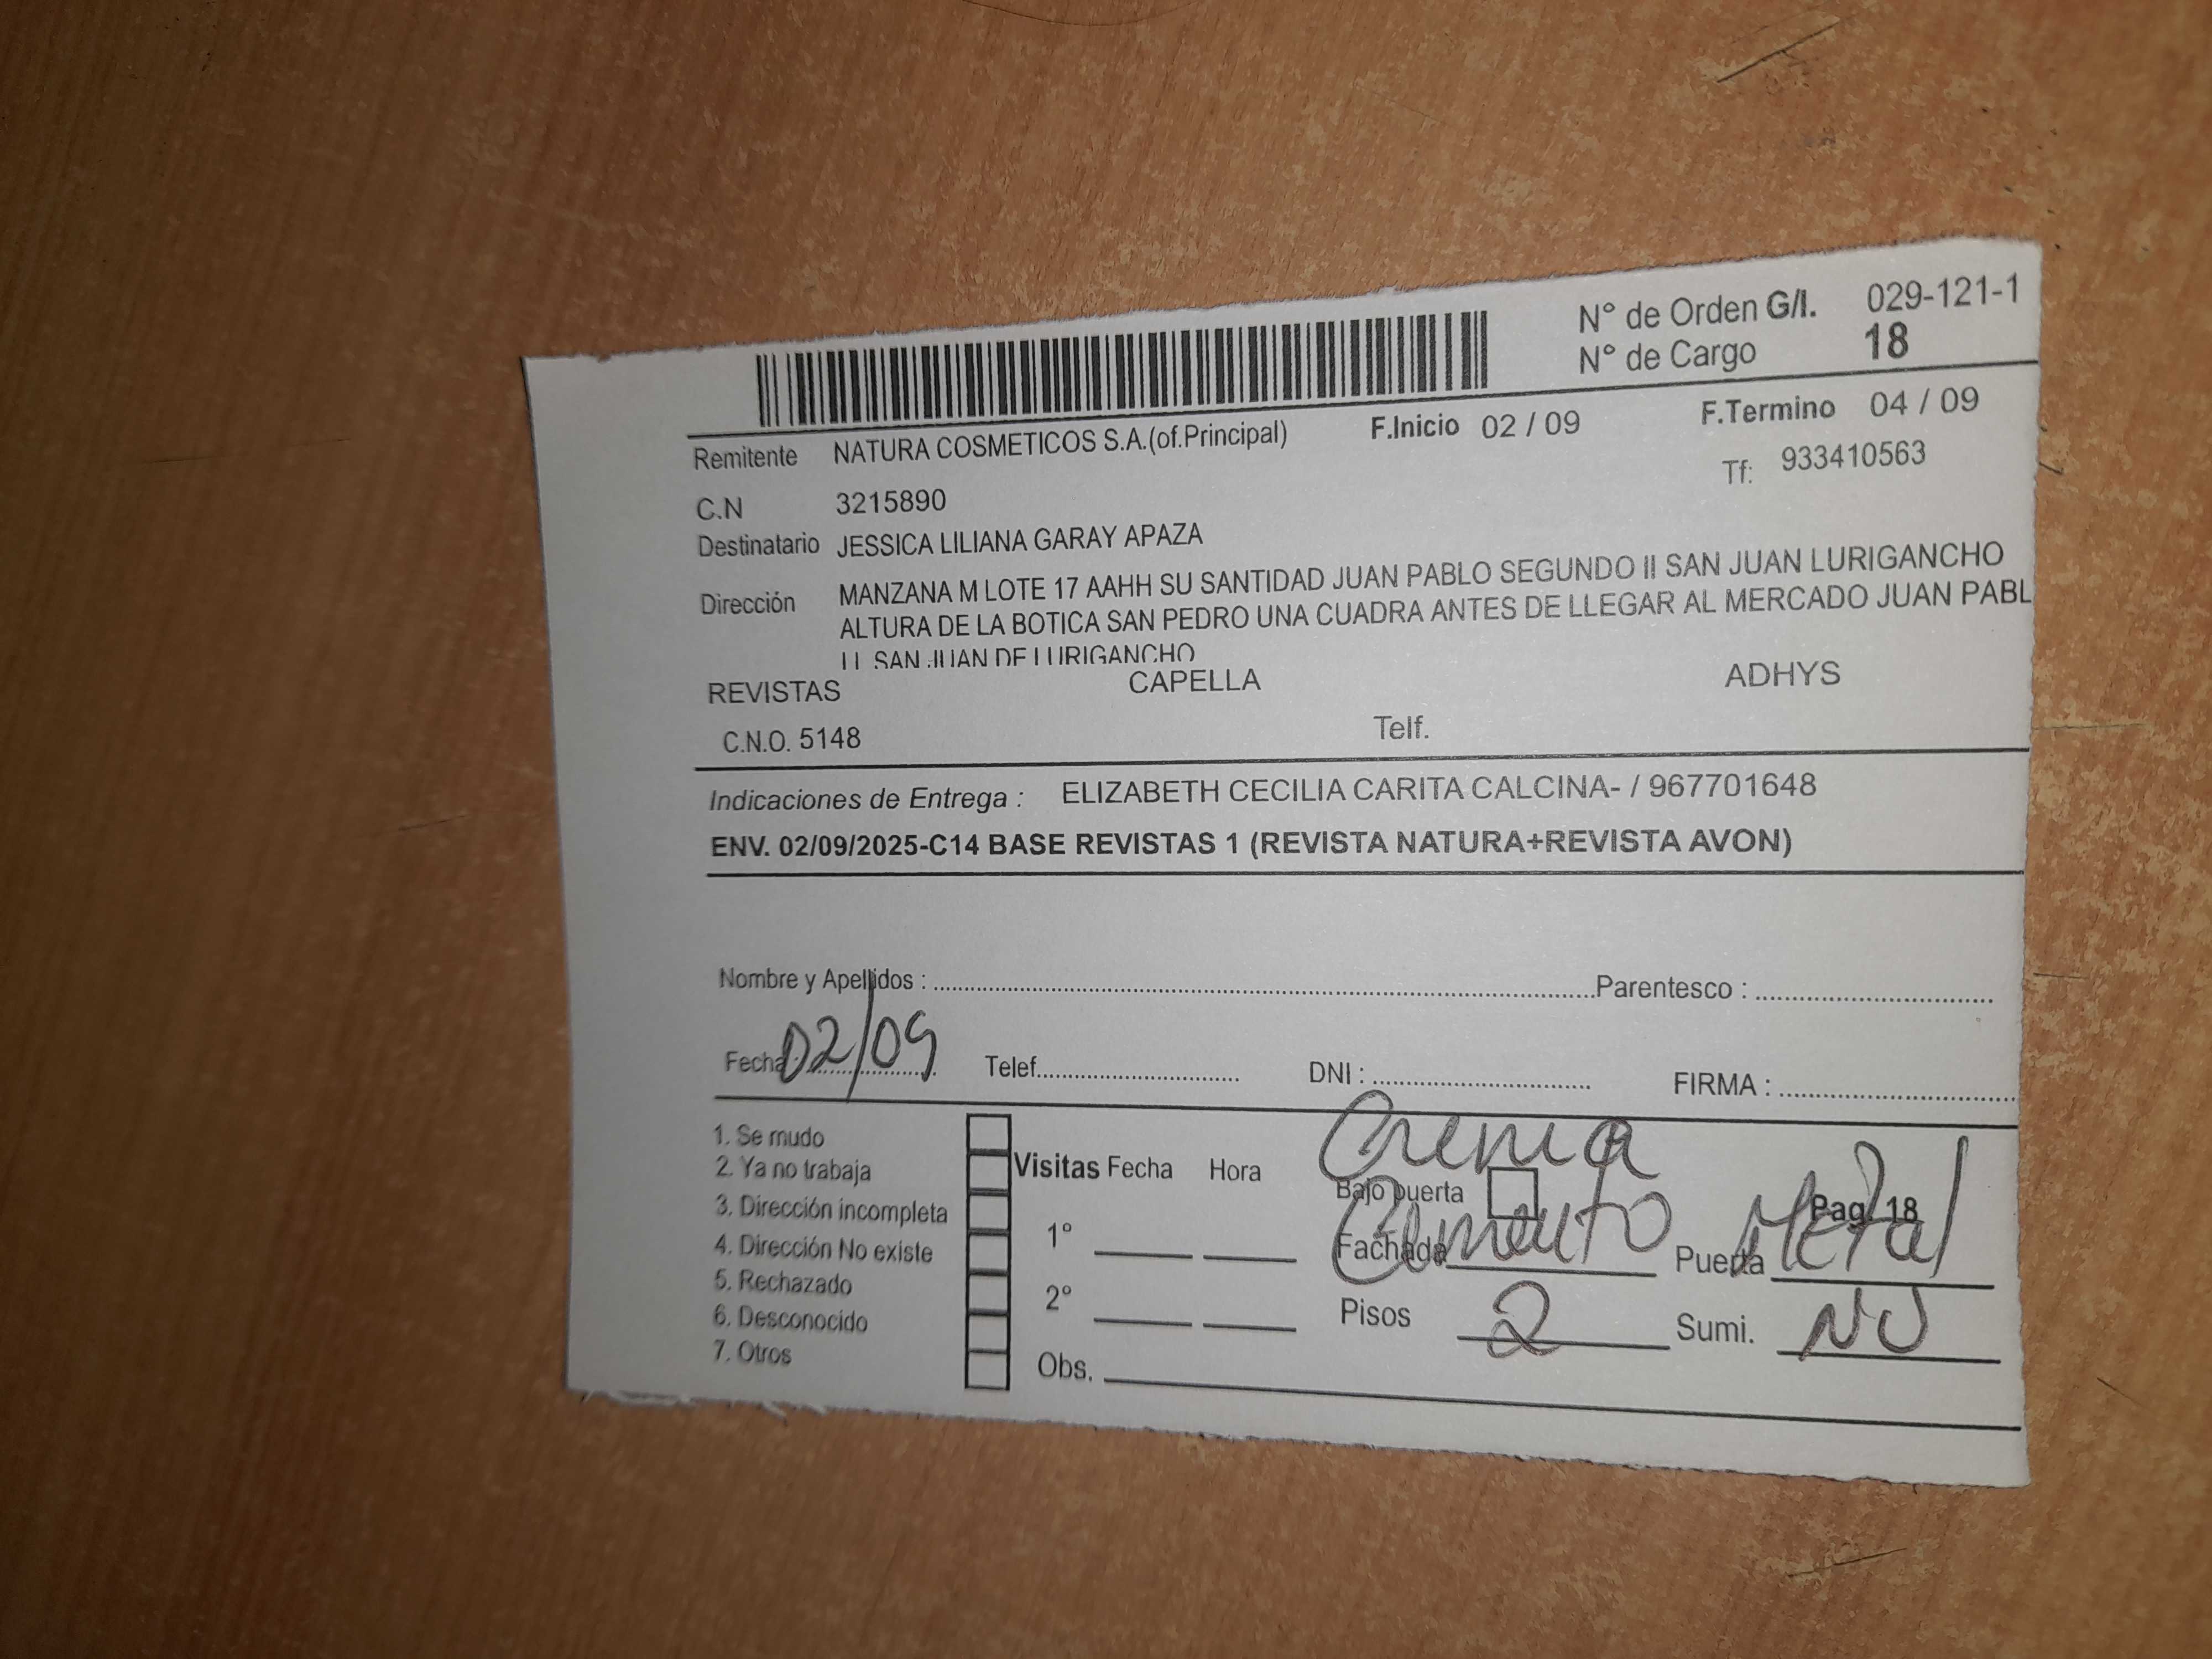 N° de Orden G/I. 029-121-1
N° de Cargo 18
Remitente NATURA COSMETICOS S.A.(of.Principal) F.Inicio 02 / 09 F.Termino 04 / 09
Tf: 933410563
C.N 3215890
Destinatario JESSICA LILIANA GARAY APAZA
Dirección MANZANA M LOTE 17 AAHH SU SANTIDAD JUAN PABLO SEGUNDO II SAN JUAN LURIGANCHO
ALTURA DE LA BOTICA SAN PEDRO UNA CUADRA ANTES DE LLEGAR AL MERCADO JUAN PABL
SAN JUAN DE LURIGANCHO
REVISTAS CAPELLA ADHYS
C.N.O. 5148 Telf.
Indicaciones de Entrega : ELIZABETH CECILIA CARITA CALCINA- / 967701648
ENV. 02/09/2025-C14 BASE REVISTAS 1 (REVISTA NATURA+REVISTA AVON)
Nombre y Apellidos : Parentesco :
Fecha : 02/09 Telef. DNI : FIRMA :
1. Se mudo
2. Ya no trabaja
3. Dirección incompleta
4. Dirección No existe
5. Rechazado
6. Desconocido
7. Otros
Visitas Fecha Hora
1°
2°
Obs.
Crema
Bajo puerta
Pag. 18
Fachada Cemento Puerta Metal
Pisos 2 Sumi. NO